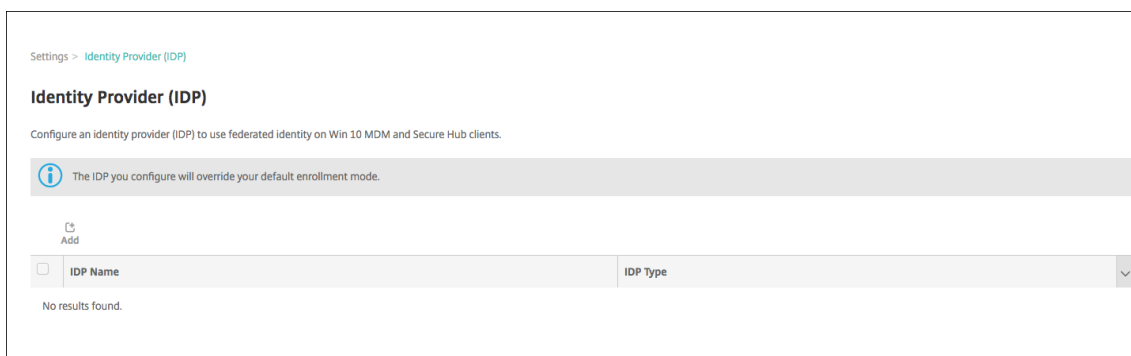 Settings > Identity Provider (IDP)
Identity Provider (IDP)
Configure an identity provider (IDP) to use federated identity on Win 10 MDM and Secure Hub clients.
The IDP you configure will override your default enrollment mode.
Add
IDP Name IDP Type
No results found.